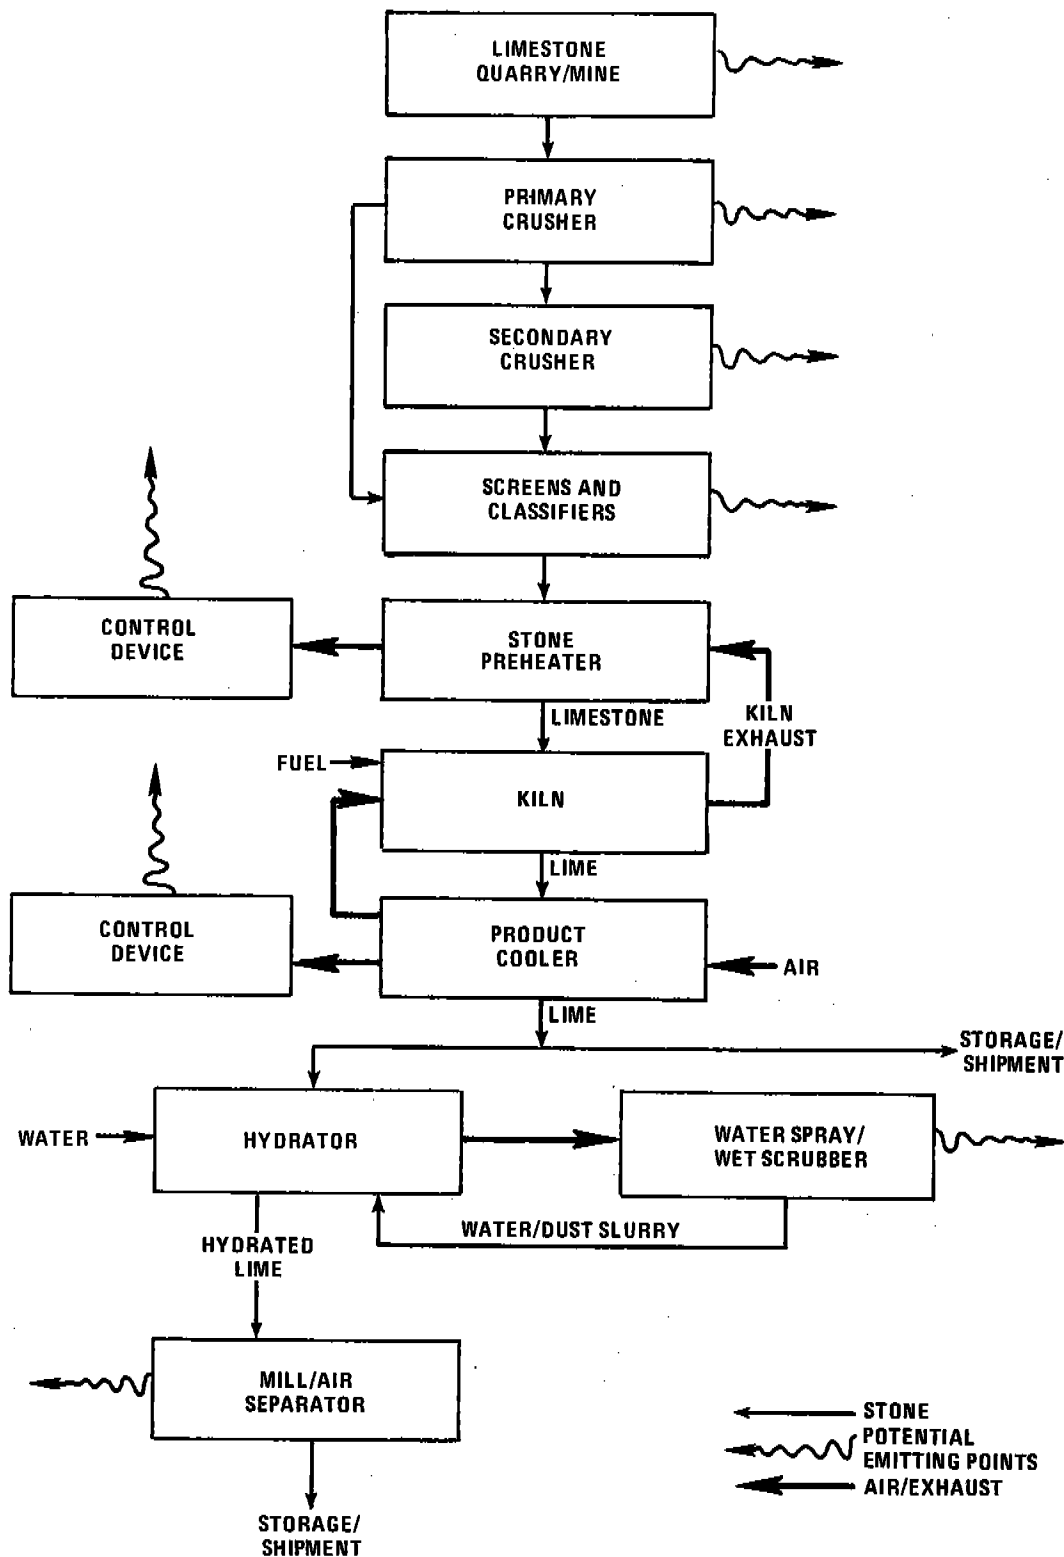 LIMESTONE
QUARRY/MINE
PRIMARY
CRUSHER
SECONDARY
CRUSHER
SCREENS AND
CLASSIFIERS
CONTROL
DEVICE
STONE
PREHEATER
LIMESTONE
KILN
EXHAUST
FUEL
KILN
LIME
CONTROL
DEVICE
PRODUCT
COOLER
AIR
LIME
STORAGE/
SHIPMENT
WATER
HYDRATOR
WATER SPRAY/
WET SCRUBBER
WATER/DUST SLURRY
HYDRATED
LIME
MILL/AIR
SEPARATOR
STORAGE/
SHIPMENT
STONE
POTENTIAL
EMITTING POINTS
AIR/EXHAUST